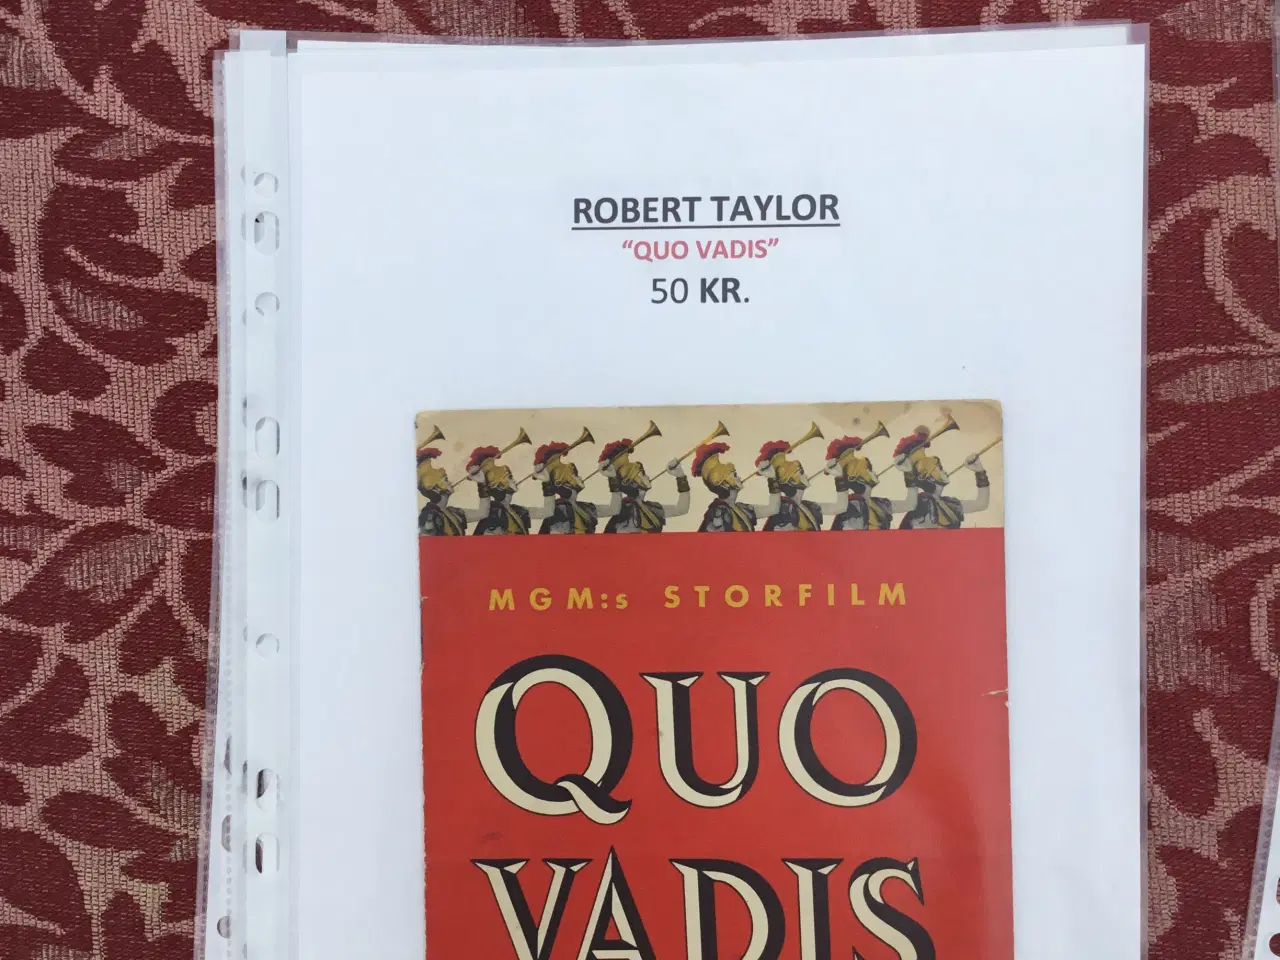 ROBERT TAYLOR
“QUO VADIS”
50 KR.
MGM:s STORFILM
QUO
VADIS